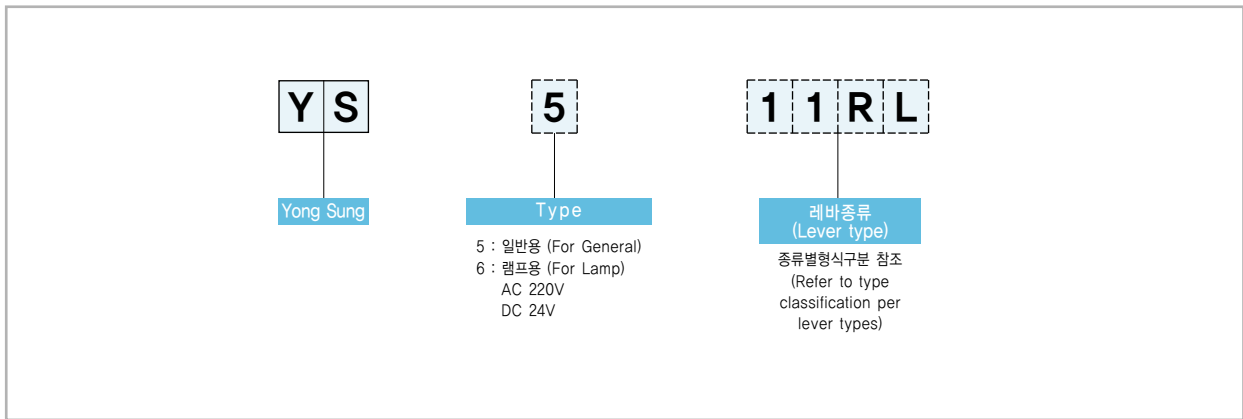 YS
5
11RL
Yong Sung
Type
5 : 일반용 (For General)
6 : 램프용 (For Lamp)
AC 220V
DC 24V
레바종류
(Lever type)
종류별형식구분 참조
(Refer to type
classification per
lever types)